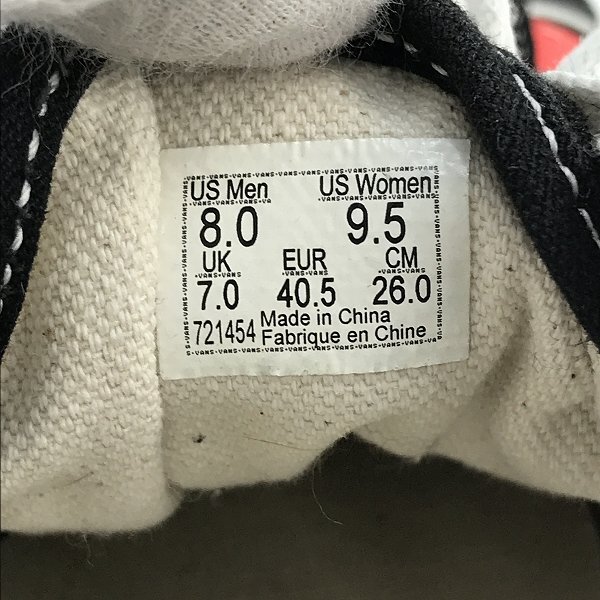 US Men US Women
8.0 9.5
UK EUR CM
7.0 40.5 26.0
721454 Made in China
Fabrique en Chine